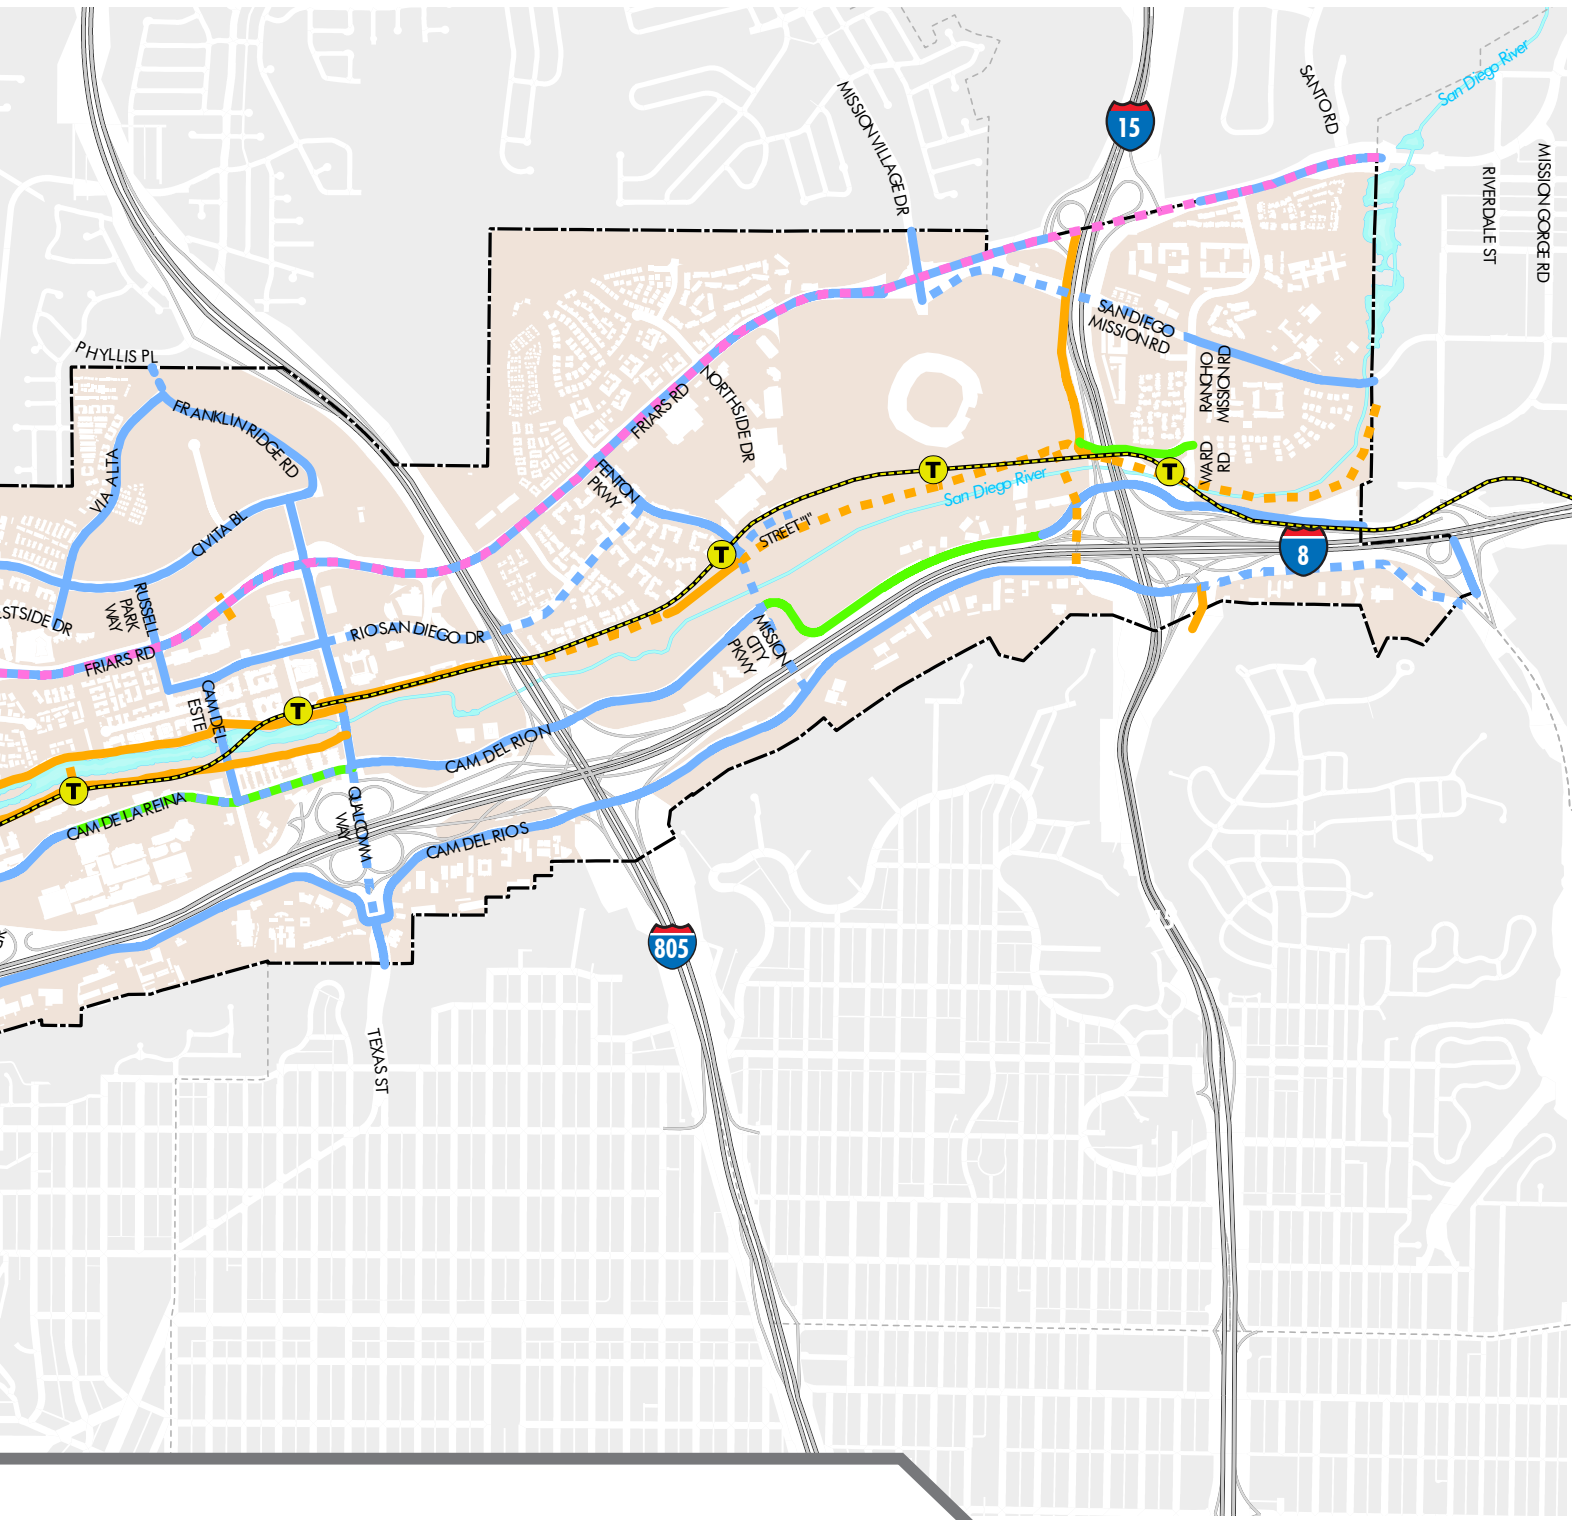 15
SANTO RD
San Diego River
MISSION VILLAGE DR
RIVERDALE ST
MISSION GORGE RD
PHYLLIS PL
SAN DIEGO
MISSION RD
FRANKLIN RIDGE RD
NORTHSIDE DR
RANCHO
MISSION RD
FRIARS RD
VIA ALTA
FENTON
PKWY
WARD
RD
T
T
San Diego River
CIVITA BL
STREET "I"
T
8
RUSSELL
PARK
WAY
STSIDE DR
RIO SAN DIEGO DR
MISSION
CITY
PKWY
FRIARS RD
CAM DEL
ESTE
T
CAM DEL RIO N
T
CAM DE LA REINA
QUALCOMM
WAY
CAM DEL RIO S
805
TEXAS ST